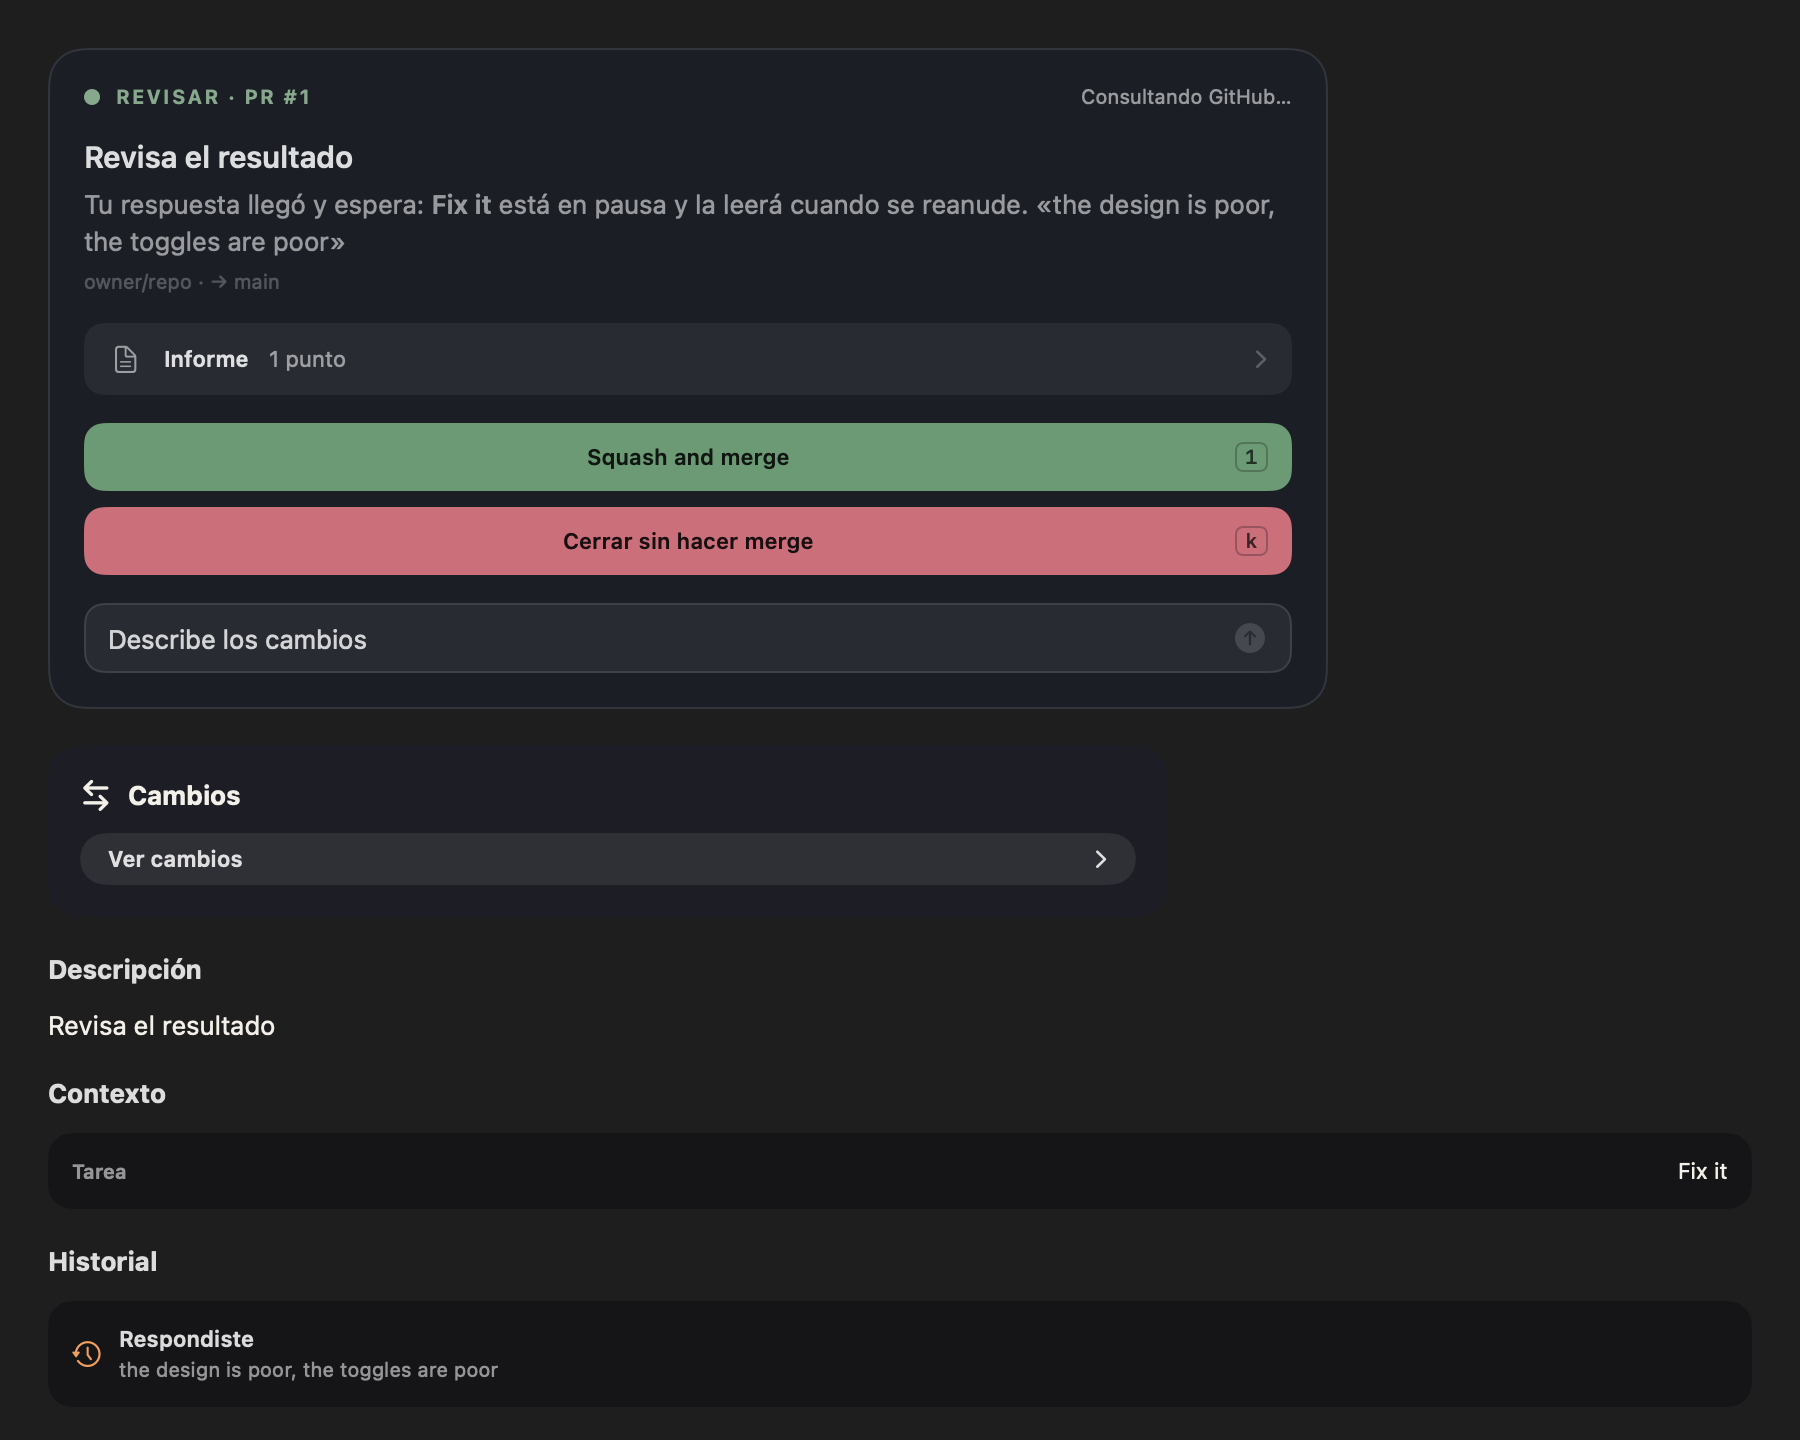 REVISAR · PR #1
Consultando GitHub...
Revisa el resultado
Tu respuesta llegó y espera: Fix it está en pausa y la leerá cuando se reanude. «the design is poor,
the toggles are poor»
owner/repo · → main
Informe 1 punto
Squash and merge 1
Cerrar sin hacer merge k
Describe los cambios
Cambios
Ver cambios
Descripción
Revisa el resultado
Contexto
Tarea Fix it
Historial
Respondiste
the design is poor, the toggles are poor